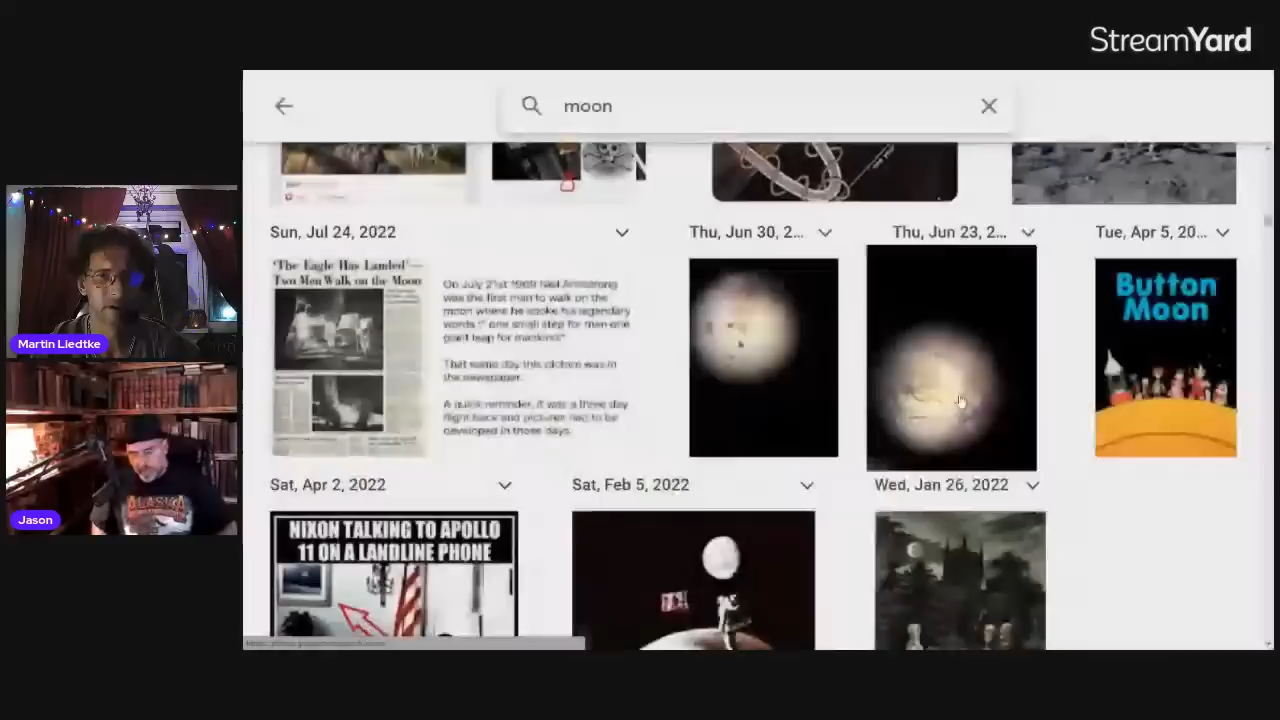 StreamYard
moon
Sun, Jul 24, 2022
Thu, Jun 30, 2...
Thu, Jun 23, 2...
Tue, Apr 5, 20...
'The Eagle Has Landed'—
Two Men Walk on the Moon
On July 21st 1969 Neil Armstrong
was the first man to walk on the
moon where he spoke his legendary
words :" one small step for men one
giant leap for mankind"
That same day this picture was in
the newspaper.
A quick reminder, it was a three day
flight back and pictures had to be
developed in those days.
Button
Moon
Martin Liedtke
ALASKA
Jason
Sat, Apr 2, 2022
Sat, Feb 5, 2022
Wed, Jan 26, 2022
NIXON TALKING TO APOLLO
11 ON A LANDLINE PHONE